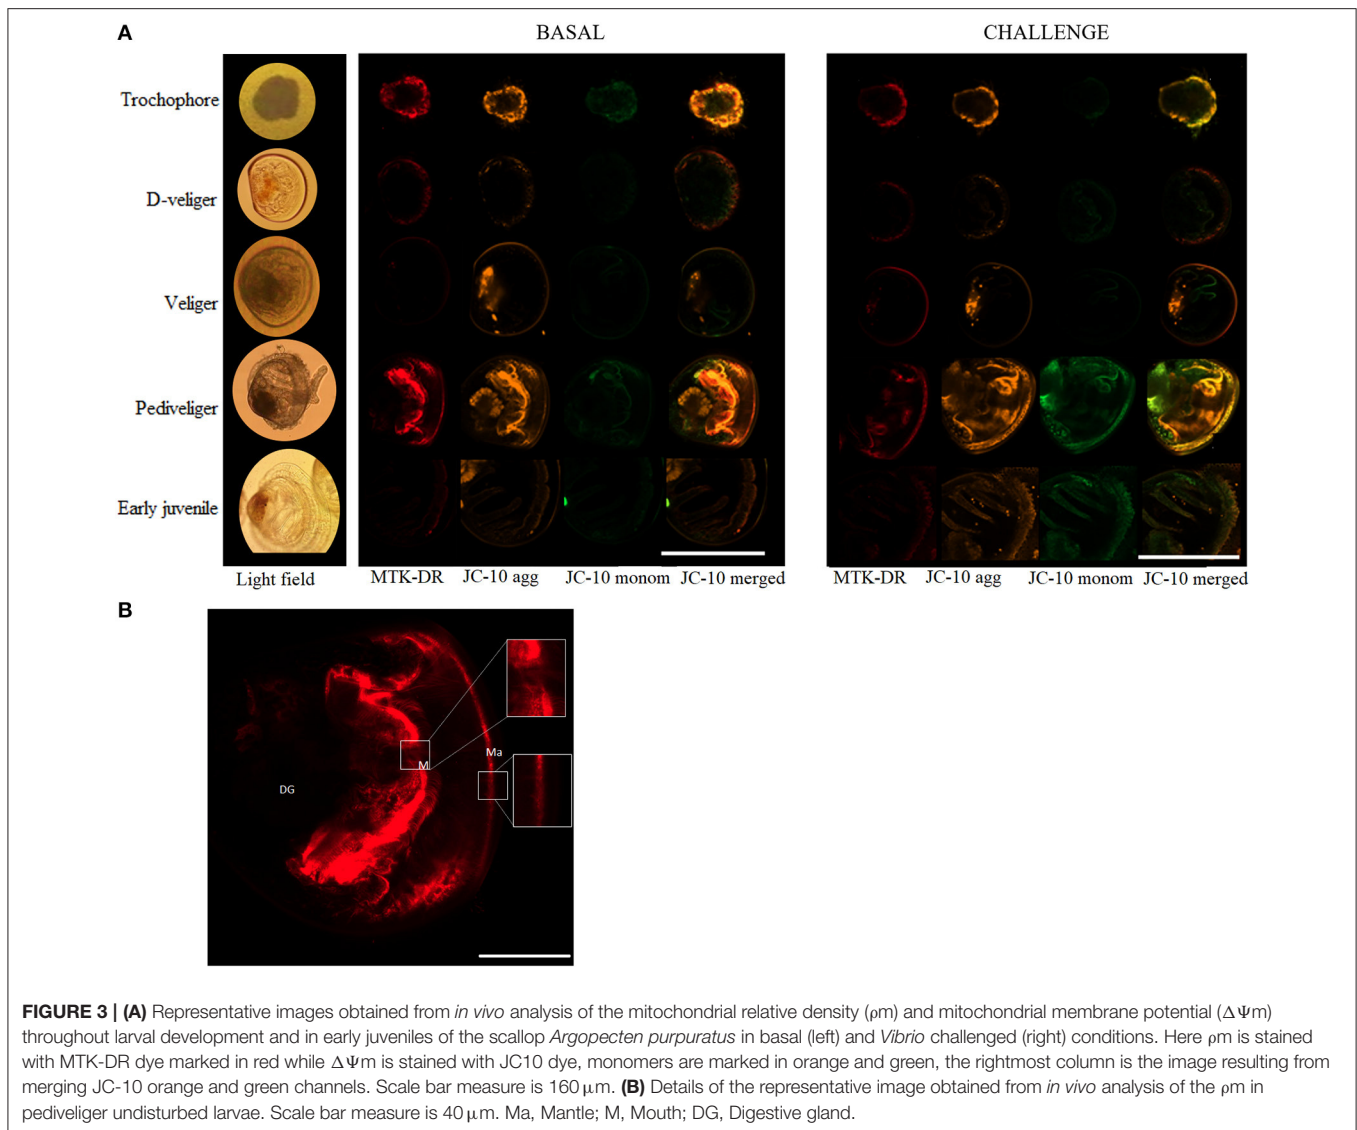 A
BASAL
CHALLENGE
Trochophore
D-veliger
Veliger
Pediveliger
Early juvenile
Light field
MTK-DR
JC-10 agg
JC-10 monom
JC-10 merged
MTK-DR
JC-10 agg
JC-10 monom
JC-10 merged
B
Ma
M
DG
FIGURE 3 | (A) Representative images obtained from in vivo analysis of the mitochondrial relative density (ρm) and mitochondrial membrane potential (ΔΨm)
throughout larval development and in early juveniles of the scallop Argopecten purpuratus in basal (left) and Vibrio challenged (right) conditions. Here ρm is stained
with MTK-DR dye marked in red while ΔΨm is stained with JC10 dye, monomers are marked in orange and green, the rightmost column is the image resulting from
merging JC-10 orange and green channels. Scale bar measure is 160 μm. (B) Details of the representative image obtained from in vivo analysis of the ρm in
pediveliger undisturbed larvae. Scale bar measure is 40 μm. Ma, Mantle; M, Mouth; DG, Digestive gland.